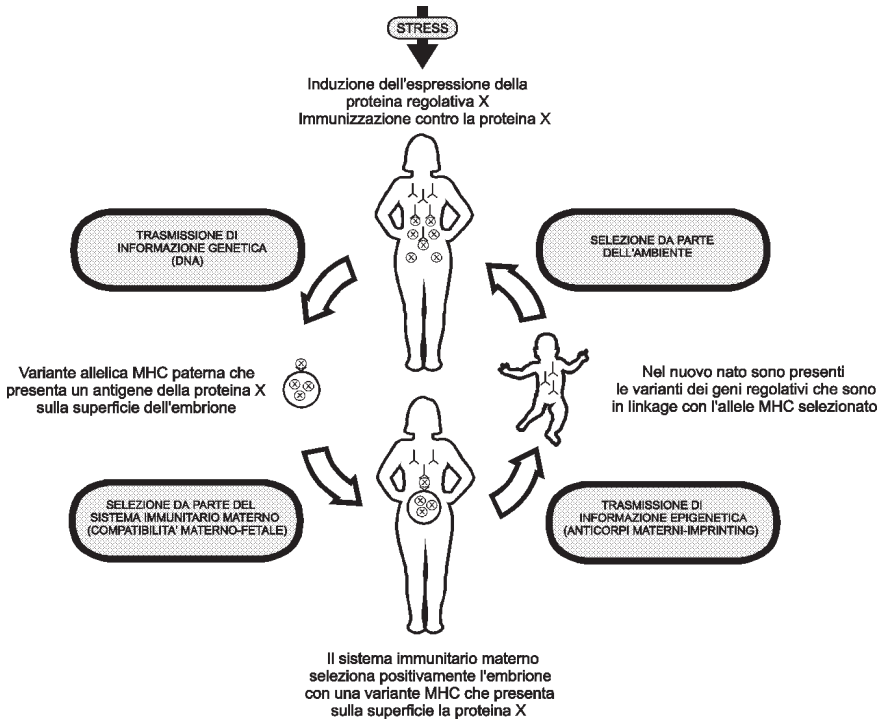 STRESS
Induzione dell'espressione della
proteina regolativa X
Immunizzazione contro la proteina X
TRASMISSIONE DI
INFORMAZIONE GENETICA
(DNA)
SELEZIONE DA PARTE
DELL'AMBIENTE
Variante allelica MHC paterna che
presenta un antigene della proteina X
sulla superficie dell'embrione
Nel nuovo nato sono presenti
le varianti dei geni regolativi che sono
in linkage con l'allele MHC selezionato
SELEZIONE DA PARTE DEL
SISTEMA IMMUNITARIO MATERNO
(COMPATIBILITA' MATERNO-FETALE)
TRASMISSIONE DI
INFORMAZIONE EPIGENETICA
(ANTICORPI MATERNI-IMPRINTING)
Il sistema immunitario materno
seleziona positivamente l'embrione
con una variante MHC che presenta
sulla superficie la proteina X